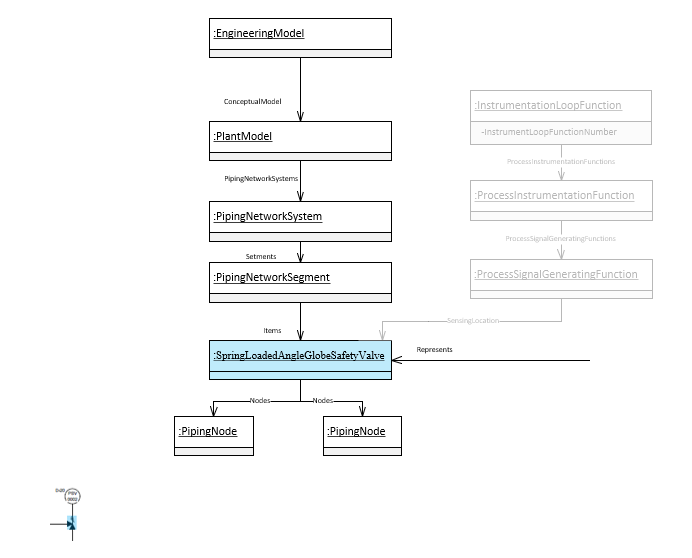 :EngineeringModel
ConceptualModel
:PlantModel
PipingNetworkSystems
:PipingNetworkSystem
Setments
:PipingNetworkSegment
Items
:SpringLoadedAngleGlobeSafetyValve
Nodes
Nodes
:PipingNode
:PipingNode
:InstrumentationLoopFunction
-InstrumentLoopFunctionNumber
ProcessInstrumentationFunctions
:ProcessInstrumentationFunction
ProcessSignalGeneratingFunctions
:ProcessSignalGeneratingFunction
SensingLocation
Represents